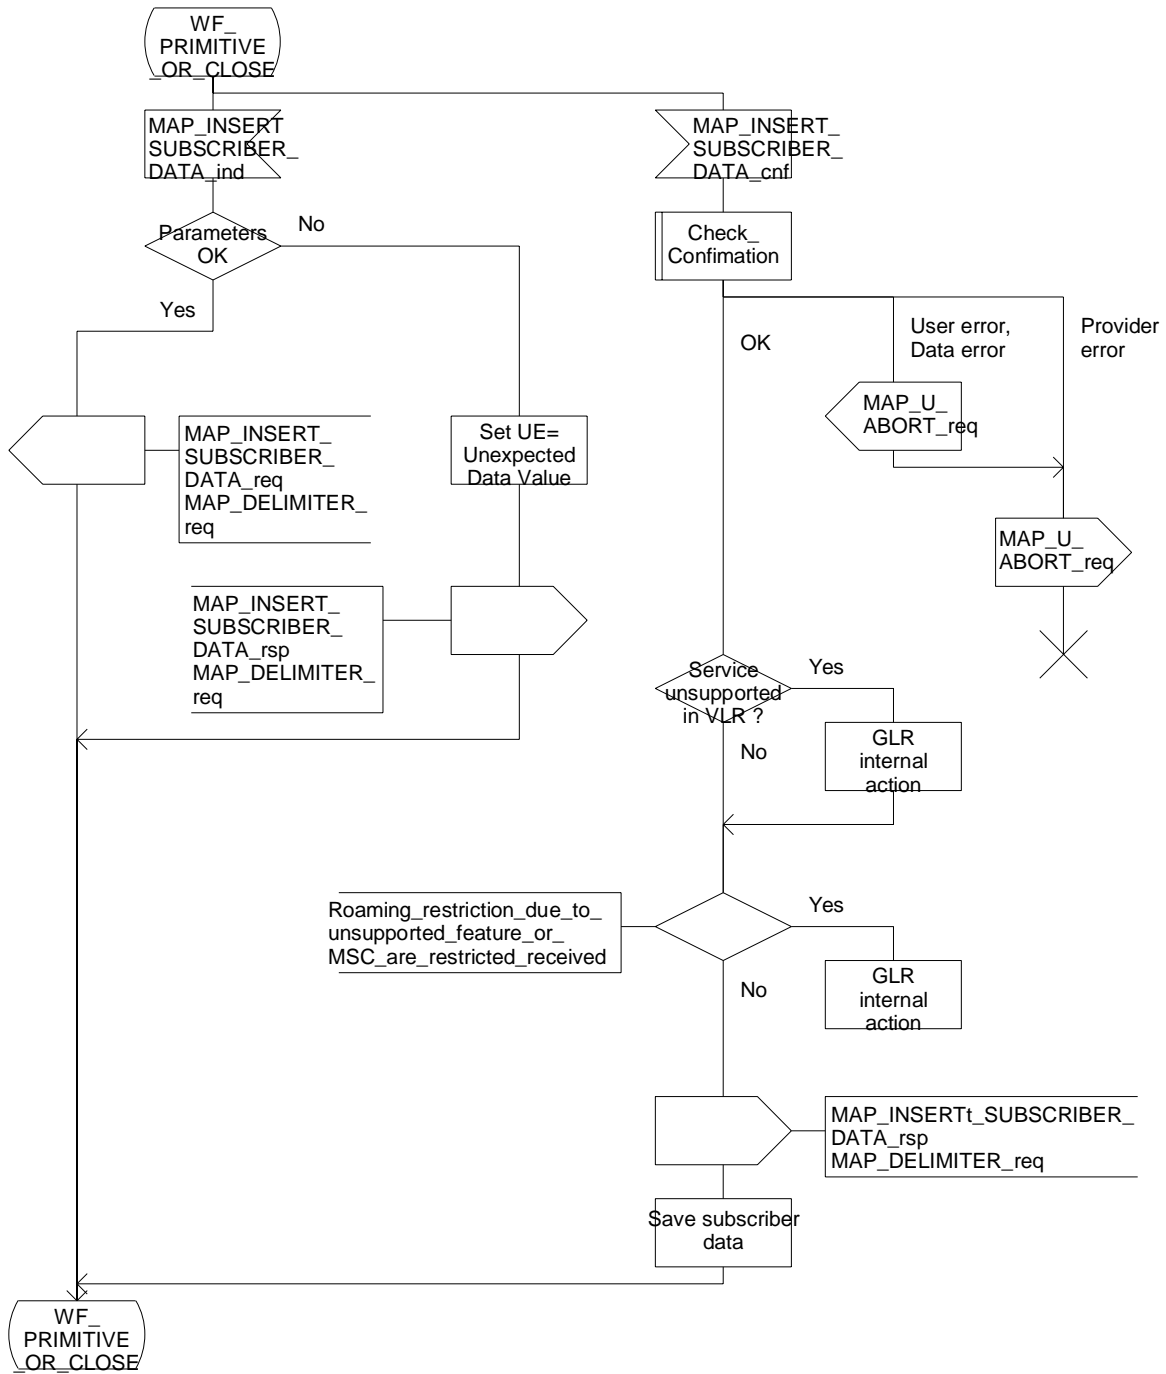 WF_
PRIMITIVE
_OR_CLOSE
MAP_INSERT
SUBSCRIBER_
DATA_ind
MAP_INSERT_
SUBSCRIBER_
DATA_cnf
Parameters
OK
No
Yes
Check_
Confimation
OK
User error,
Data error
Provider
error
MAP_U_
ABORT_req
MAP_INSERT_
SUBSCRIBER_
DATA_req
MAP_DELIMITER_
req
Set UE=
Unexpected
Data Value
MAP_U_
ABORT_req
MAP_INSERT_
SUBSCRIBER_
DATA_rsp
MAP_DELIMITER_
req
Service
unsupported
in VLR ?
Yes
No
GLR
internal
action
Roaming_restriction_due_to_
unsupported_feature_or_
MSC_are_restricted_received
Yes
No
GLR
internal
action
MAP_INSERTt_SUBSCRIBER_
DATA_rsp
MAP_DELIMITER_req
Save subscriber
data
WF_
PRIMITIVE
_OR_CLOSE